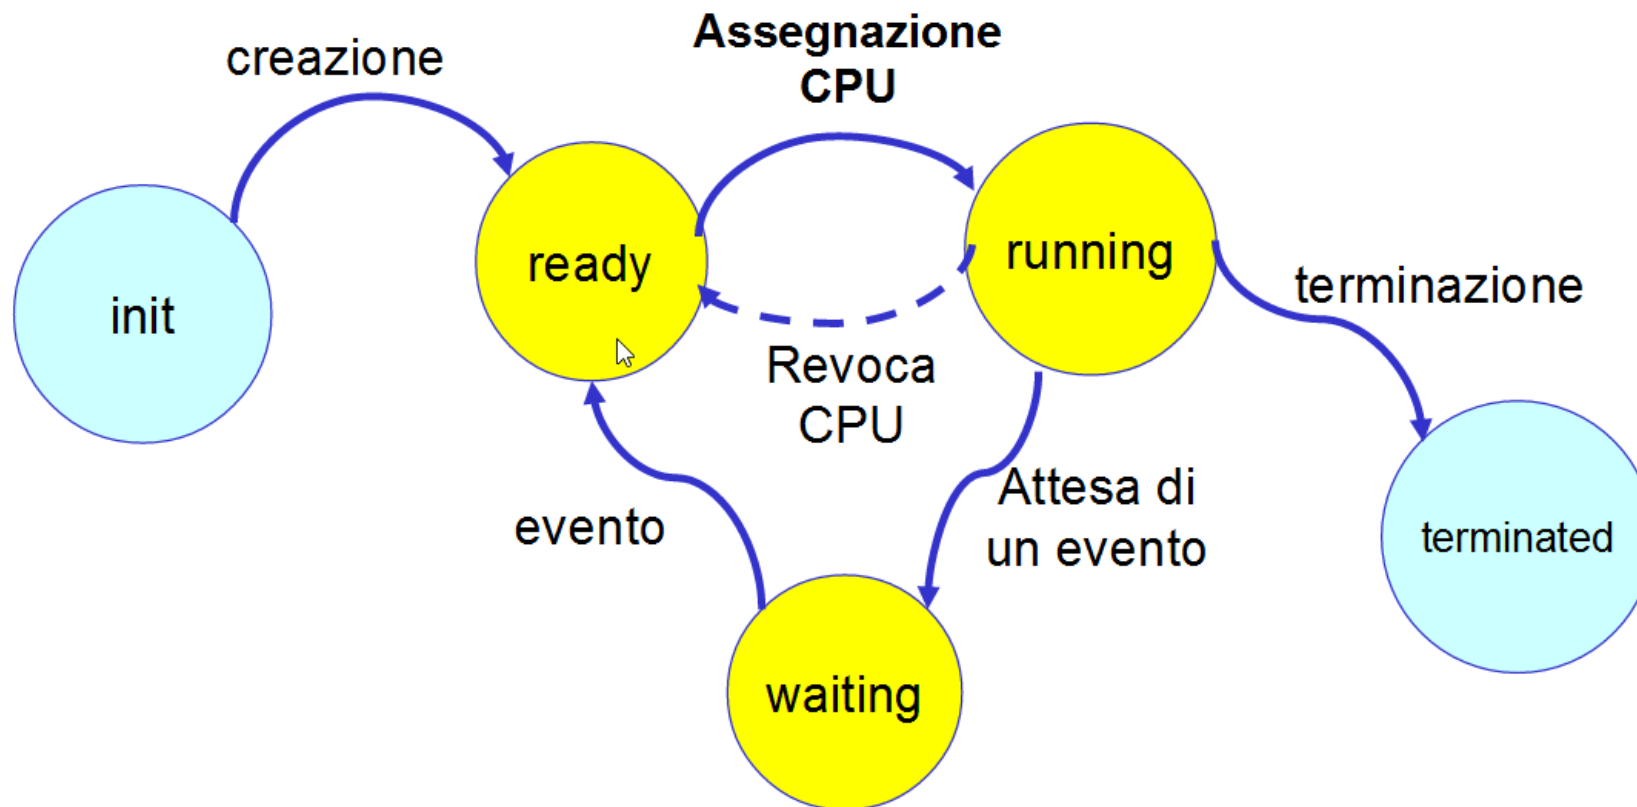 Assegnazione
CPU
creazione
ready
running
init
terminazione
Revoca
CPU
Attesa di
un evento
evento
terminated
waiting